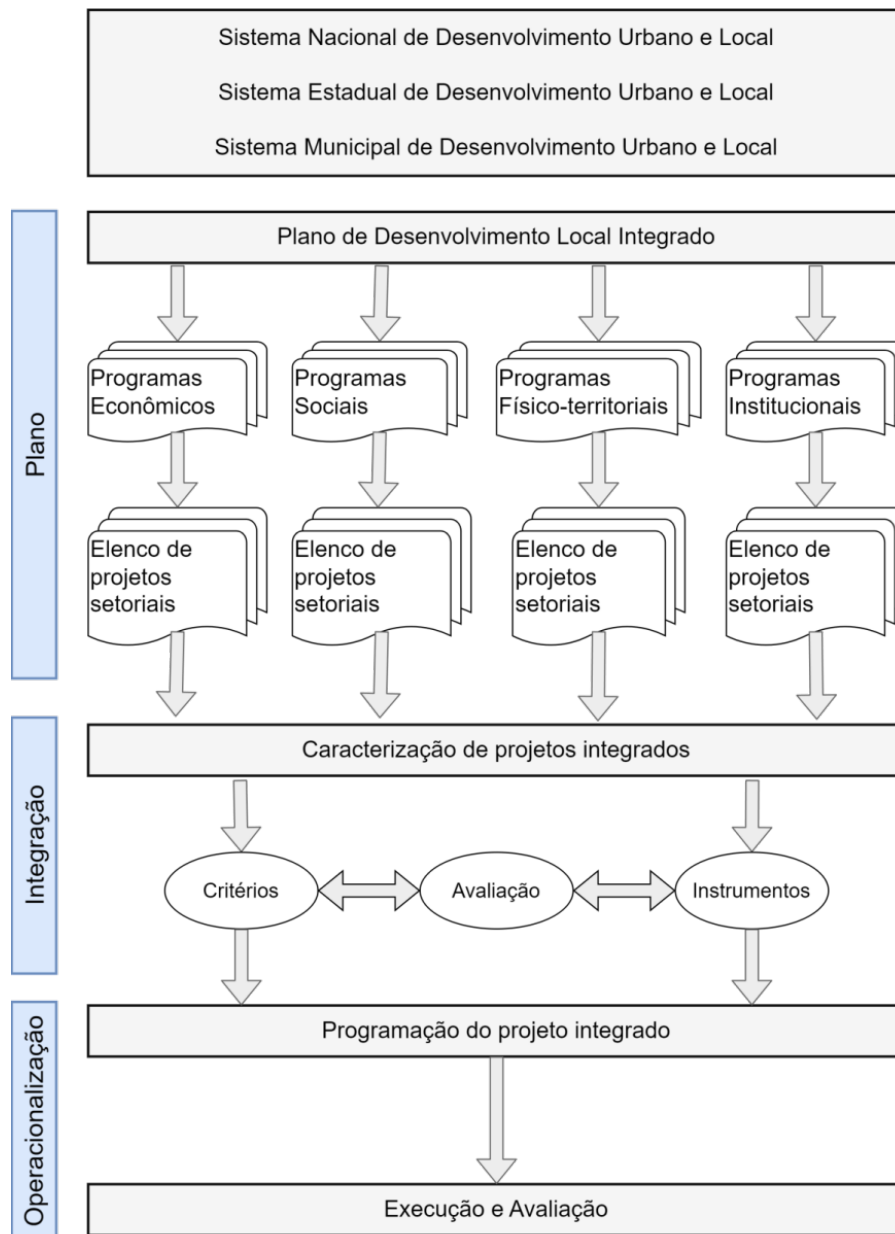 Sistema Nacional de Desenvolvimento Urbano e Local
Sistema Estadual de Desenvolvimento Urbano e Local
Sistema Municipal de Desenvolvimento Urbano e Local
Plano
Plano de Desenvolvimento Local Integrado
Programas
Econômicos
Programas
Sociais
Programas
Físico-territoriais
Programas
Institucionais
Elenco de
projetos
setoriais
Elenco de
projetos
setoriais
Elenco de
projetos
setoriais
Elenco de
projetos
setoriais
Integração
Caracterização de projetos integrados
Critérios
Avaliação
Instrumentos
Operacionalização
Programação do projeto integrado
Execução e Avaliação